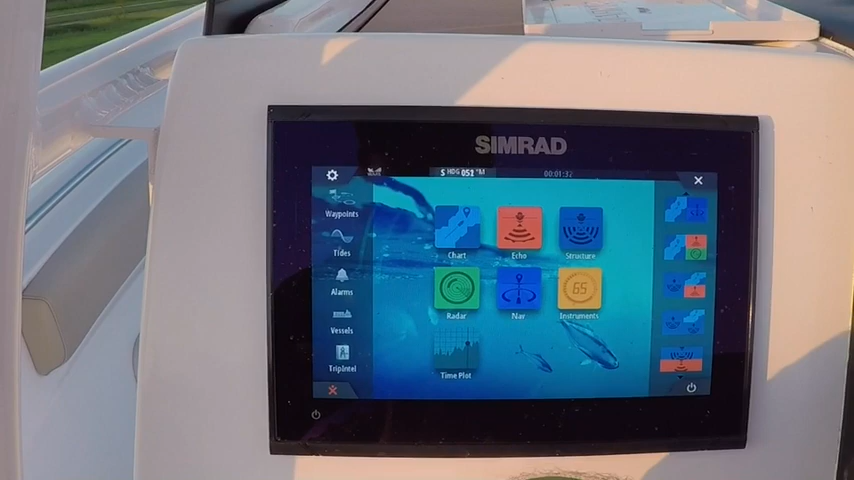 SIMRAD
S HDG 051 °M
00:01:32
Waypoints
Tides
Alarms
Vessels
TripIntel
Chart
Echo
Structure
Radar
Nav
65
Instruments
Time Plot